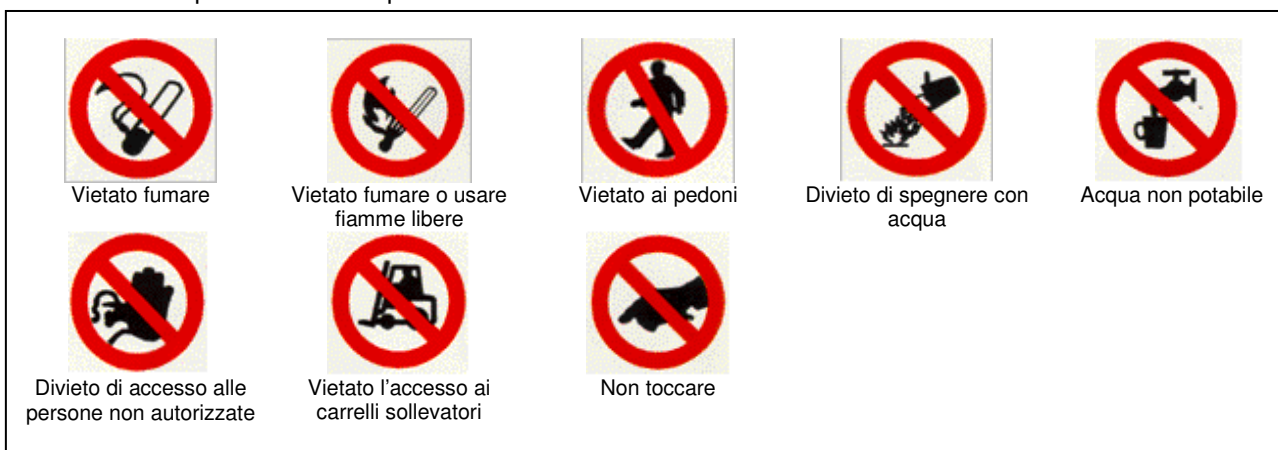 Vietato fumare
Vietato fumare o usare
fiamme libere
Vietato ai pedoni
Divieto di spegnere con
acqua
Acqua non potabile
Divieto di accesso alle
persone non autorizzate
Vietato l'accesso ai
carrelli sollevatori
Non toccare